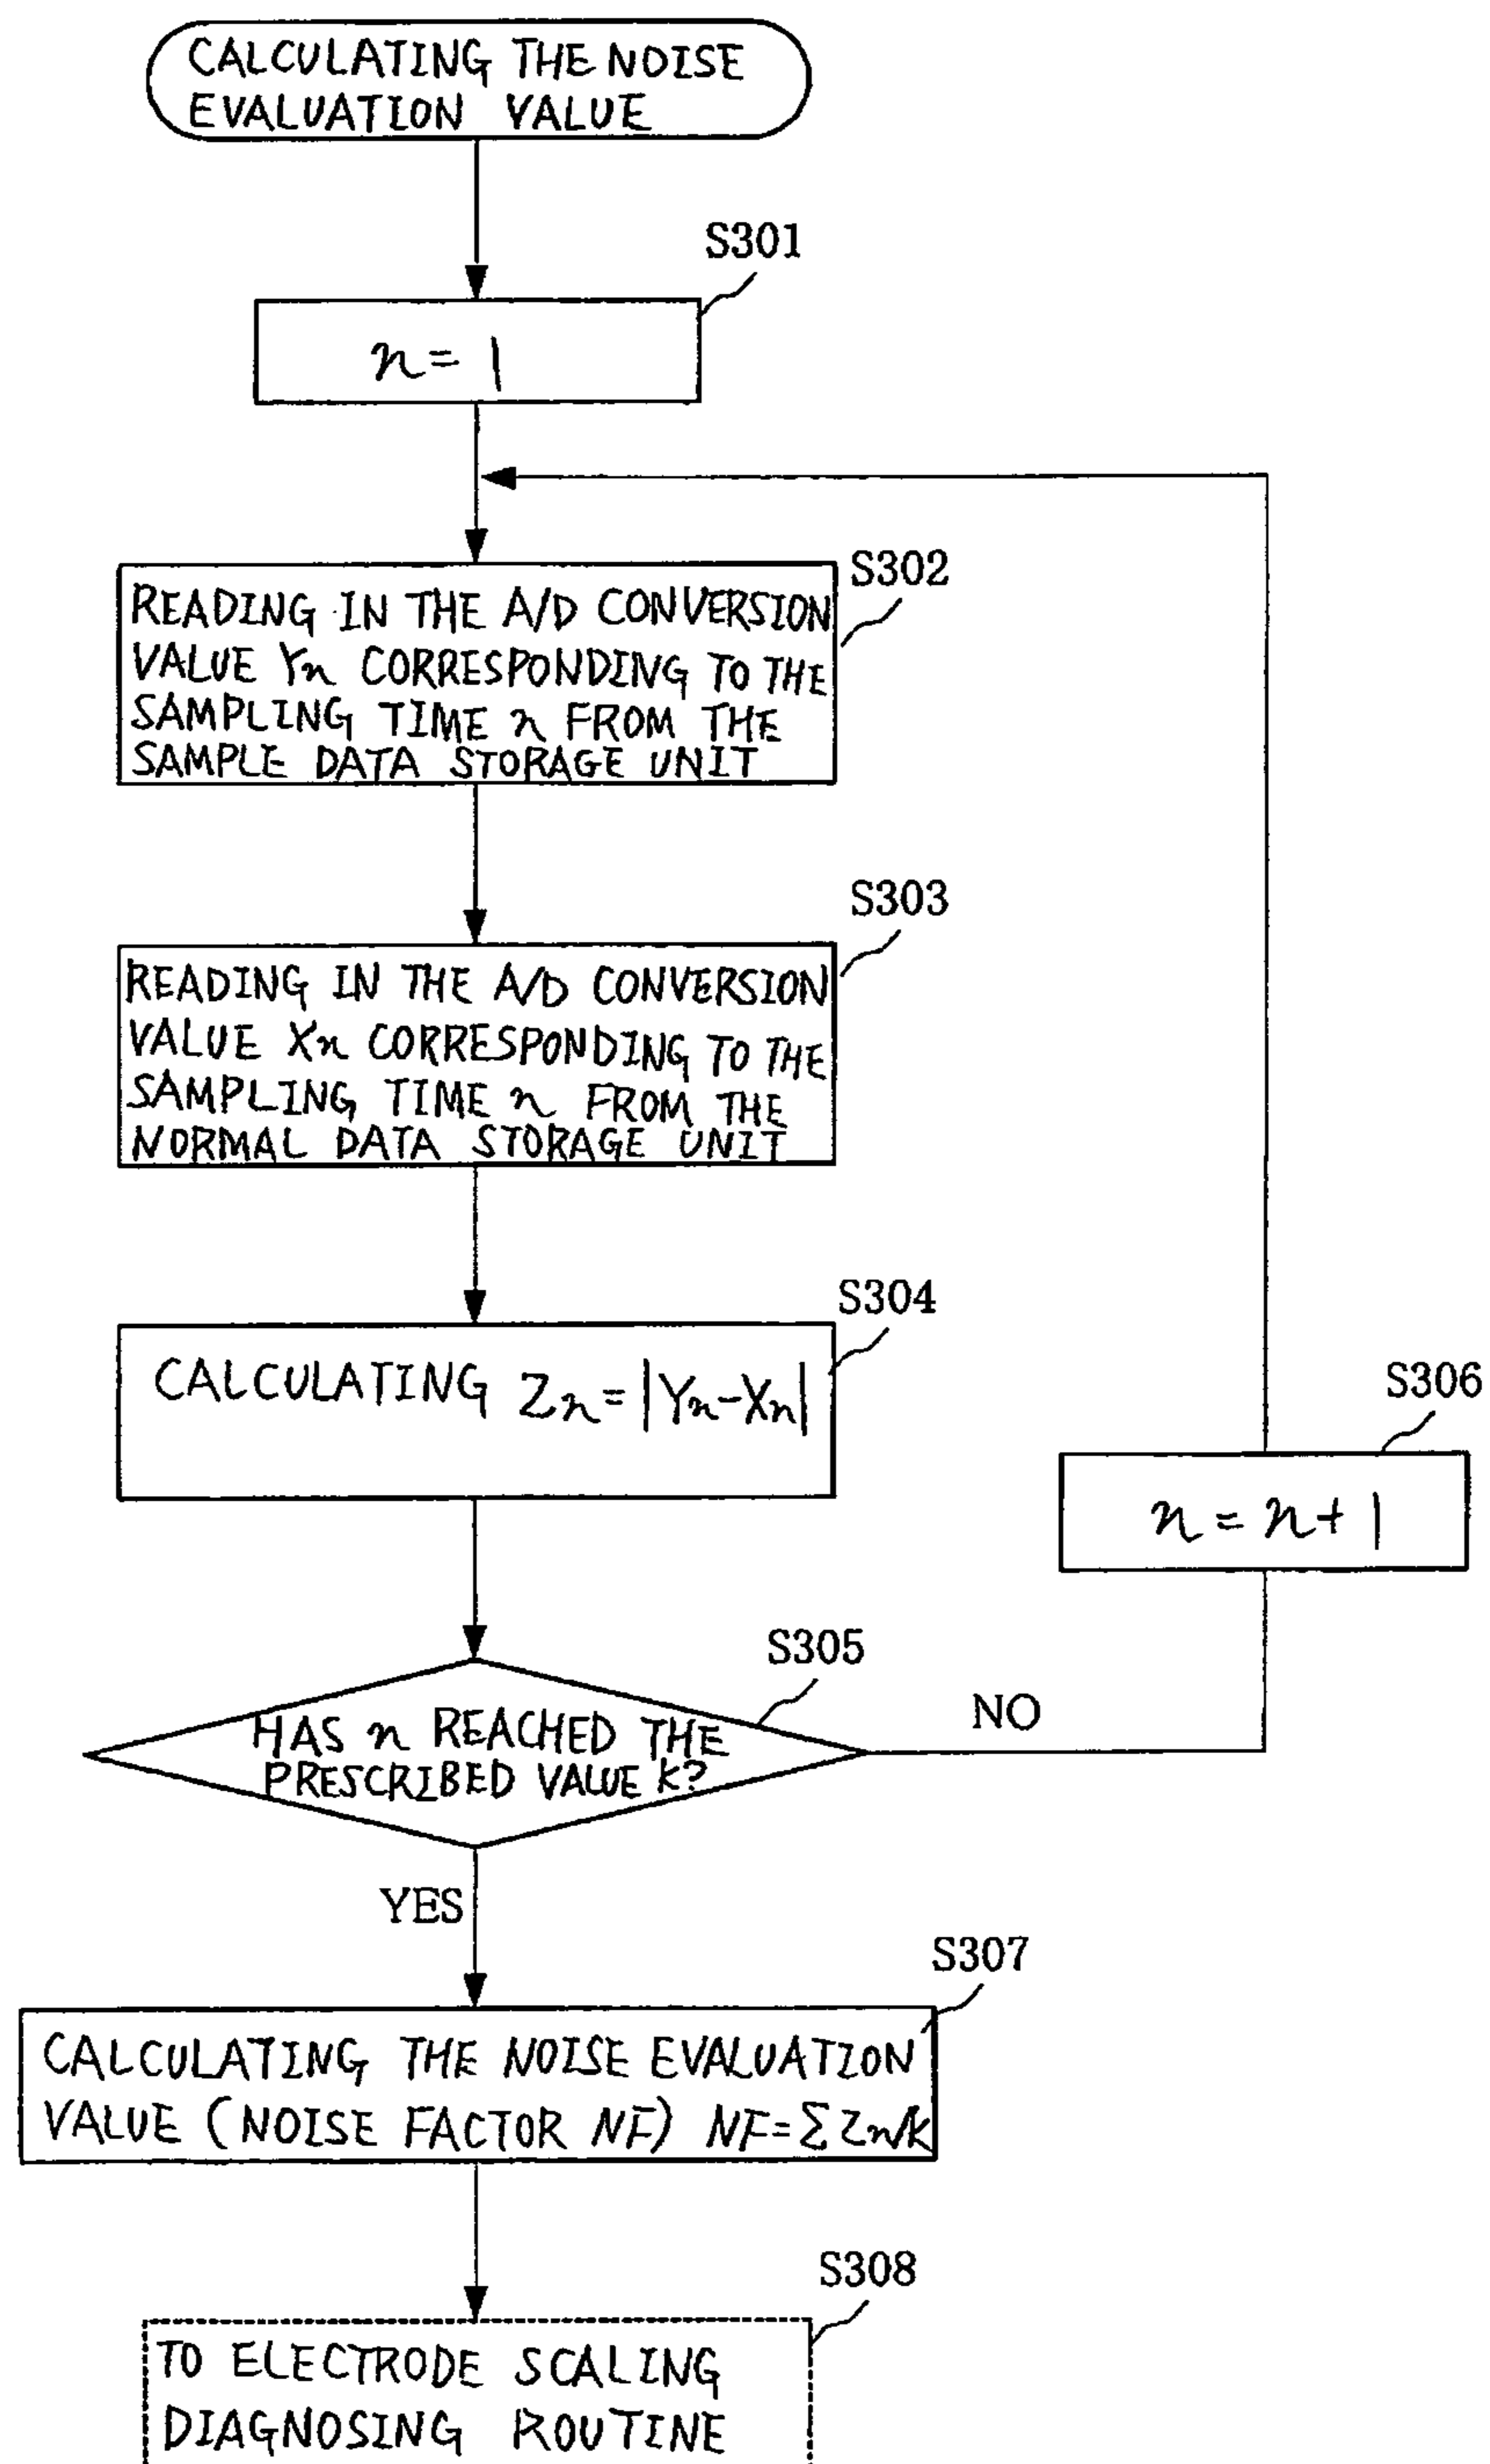 CALCULATING THE NOISE
EVALUATION VALUE
S301
n = 1
S302
READING IN THE A/D CONVERSION
VALUE Yn CORRESPONDING TO THE
SAMPLING TIME n FROM THE
SAMPLE DATA STORAGE UNIT
S303
READING IN THE A/D CONVERSION
VALUE Xn CORRESPONDING TO THE
SAMPLING TIME n FROM THE
NORMAL DATA STORAGE UNIT
S304
CALCULATING Zn = |Yn-Xn|
S306
n = n + 1
S305
HAS n REACHED THE
PRESCRIBED VALUE K?
NO
YES
S307
CALCULATING THE NOISE EVALUATION
VALUE (NOISE FACTOR NF) NF=ΣZn/K
S308
TO ELECTRODE SCALING
DIAGNOSING ROUTINE